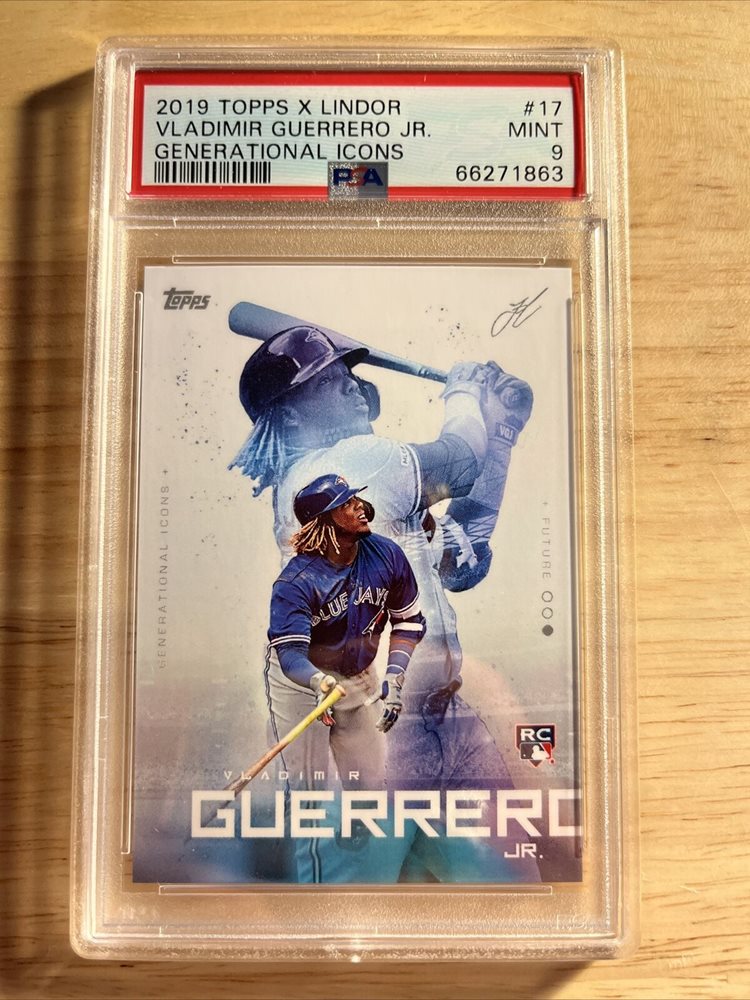 2019 TOPPS X LINDOR #17
VLADIMIR GUERRERO JR. MINT
GENERATIONAL ICONS 9
PSA 66271863
TOPPS
FL
GENERATIONAL ICONS +
+ FUTURE
BLUE JAYS
RC
VLADIMIR
GUERRERO
JR.